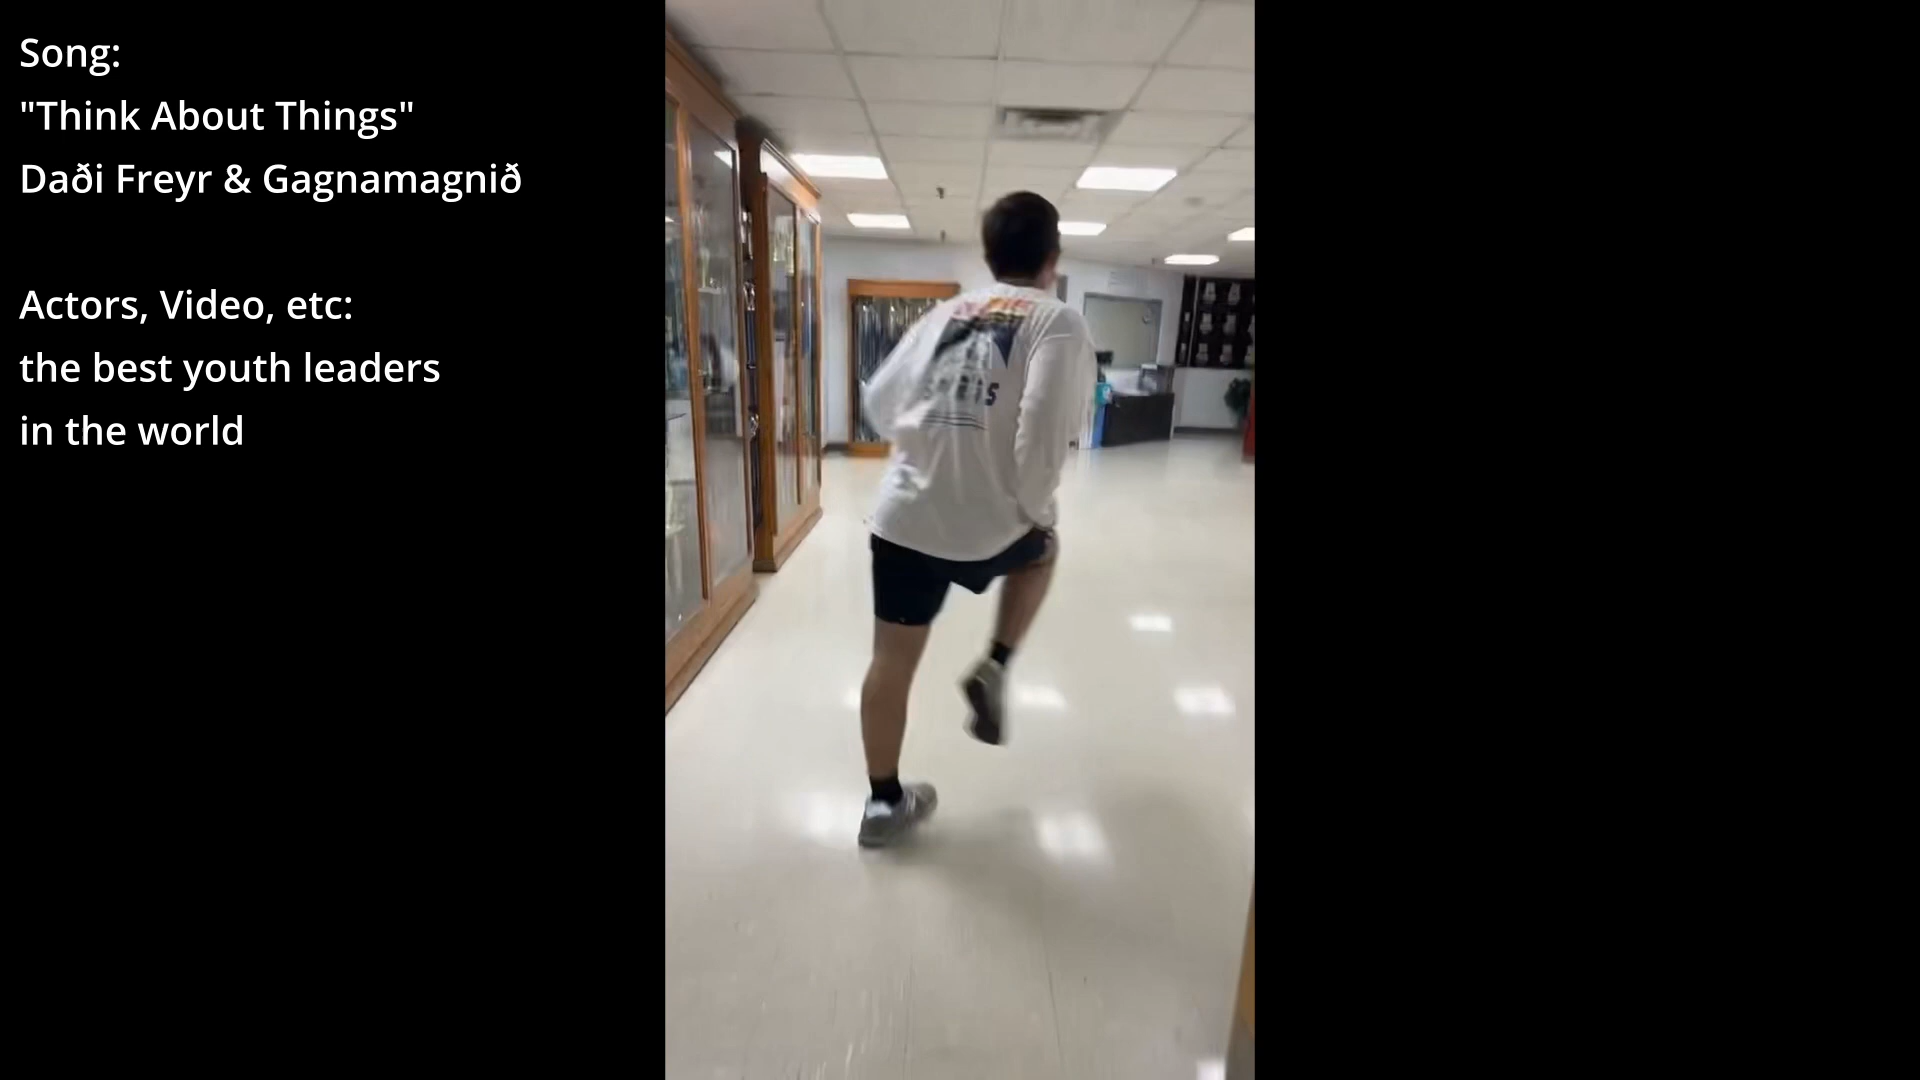 Song:
"Think About Things"
Daði Freyr & Gagnamagnið
Actors, Video, etc:
the best youth leaders
in the world